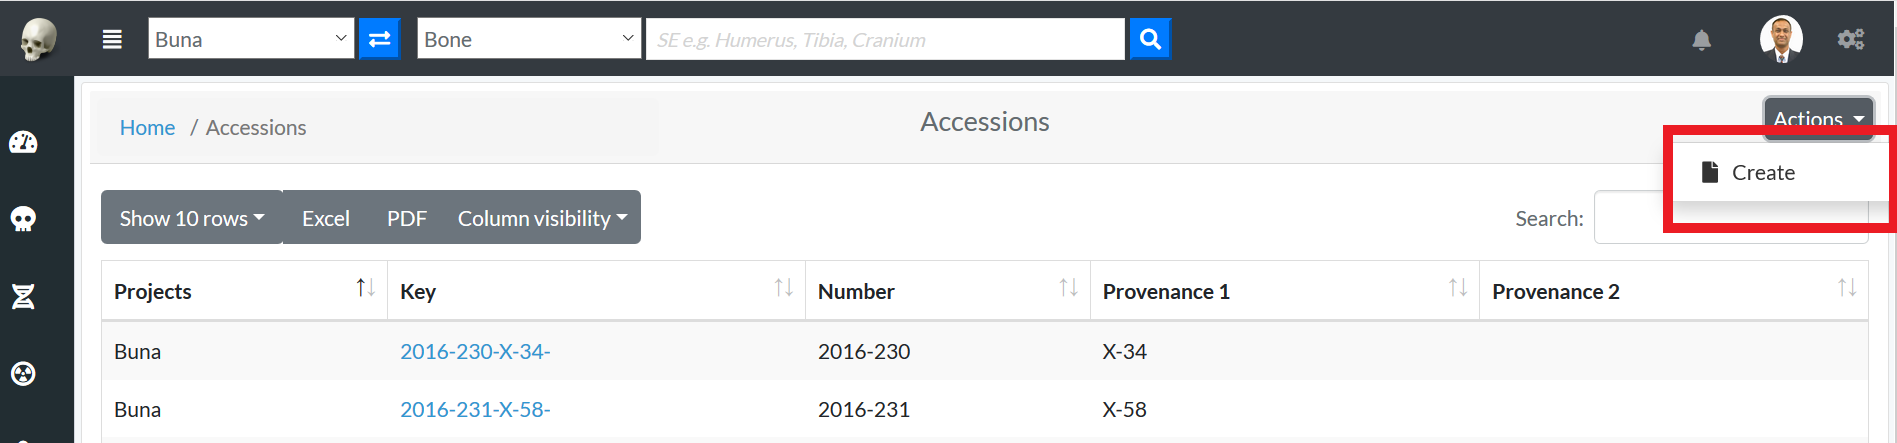 Buna Bone SE e.g. Humerus, Tibia, Cranium
Home / Accessions Accessions Actions
Create
Show 10 rows Excel PDF Column visibility Search:
Projects Key Number Provenance 1 Provenance 2
Buna 2016-230-X-34- 2016-230 X-34
Buna 2016-231-X-58- 2016-231 X-58